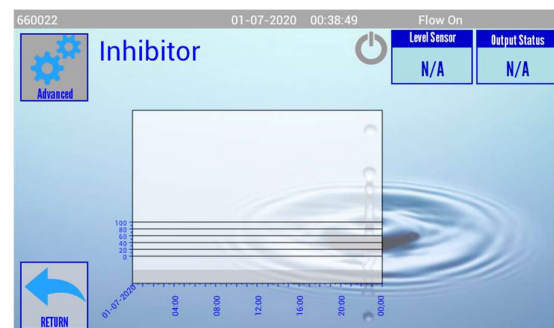 660022 01-07-2020 00:38:49 Flow On
Advanced
Inhibitor
Level Sensor
N/A
Output Status
N/A
100
80
60
40
20
0
01-07-2020 04:00 08:00 12:00 16:00 20:00 00:00
RETURN